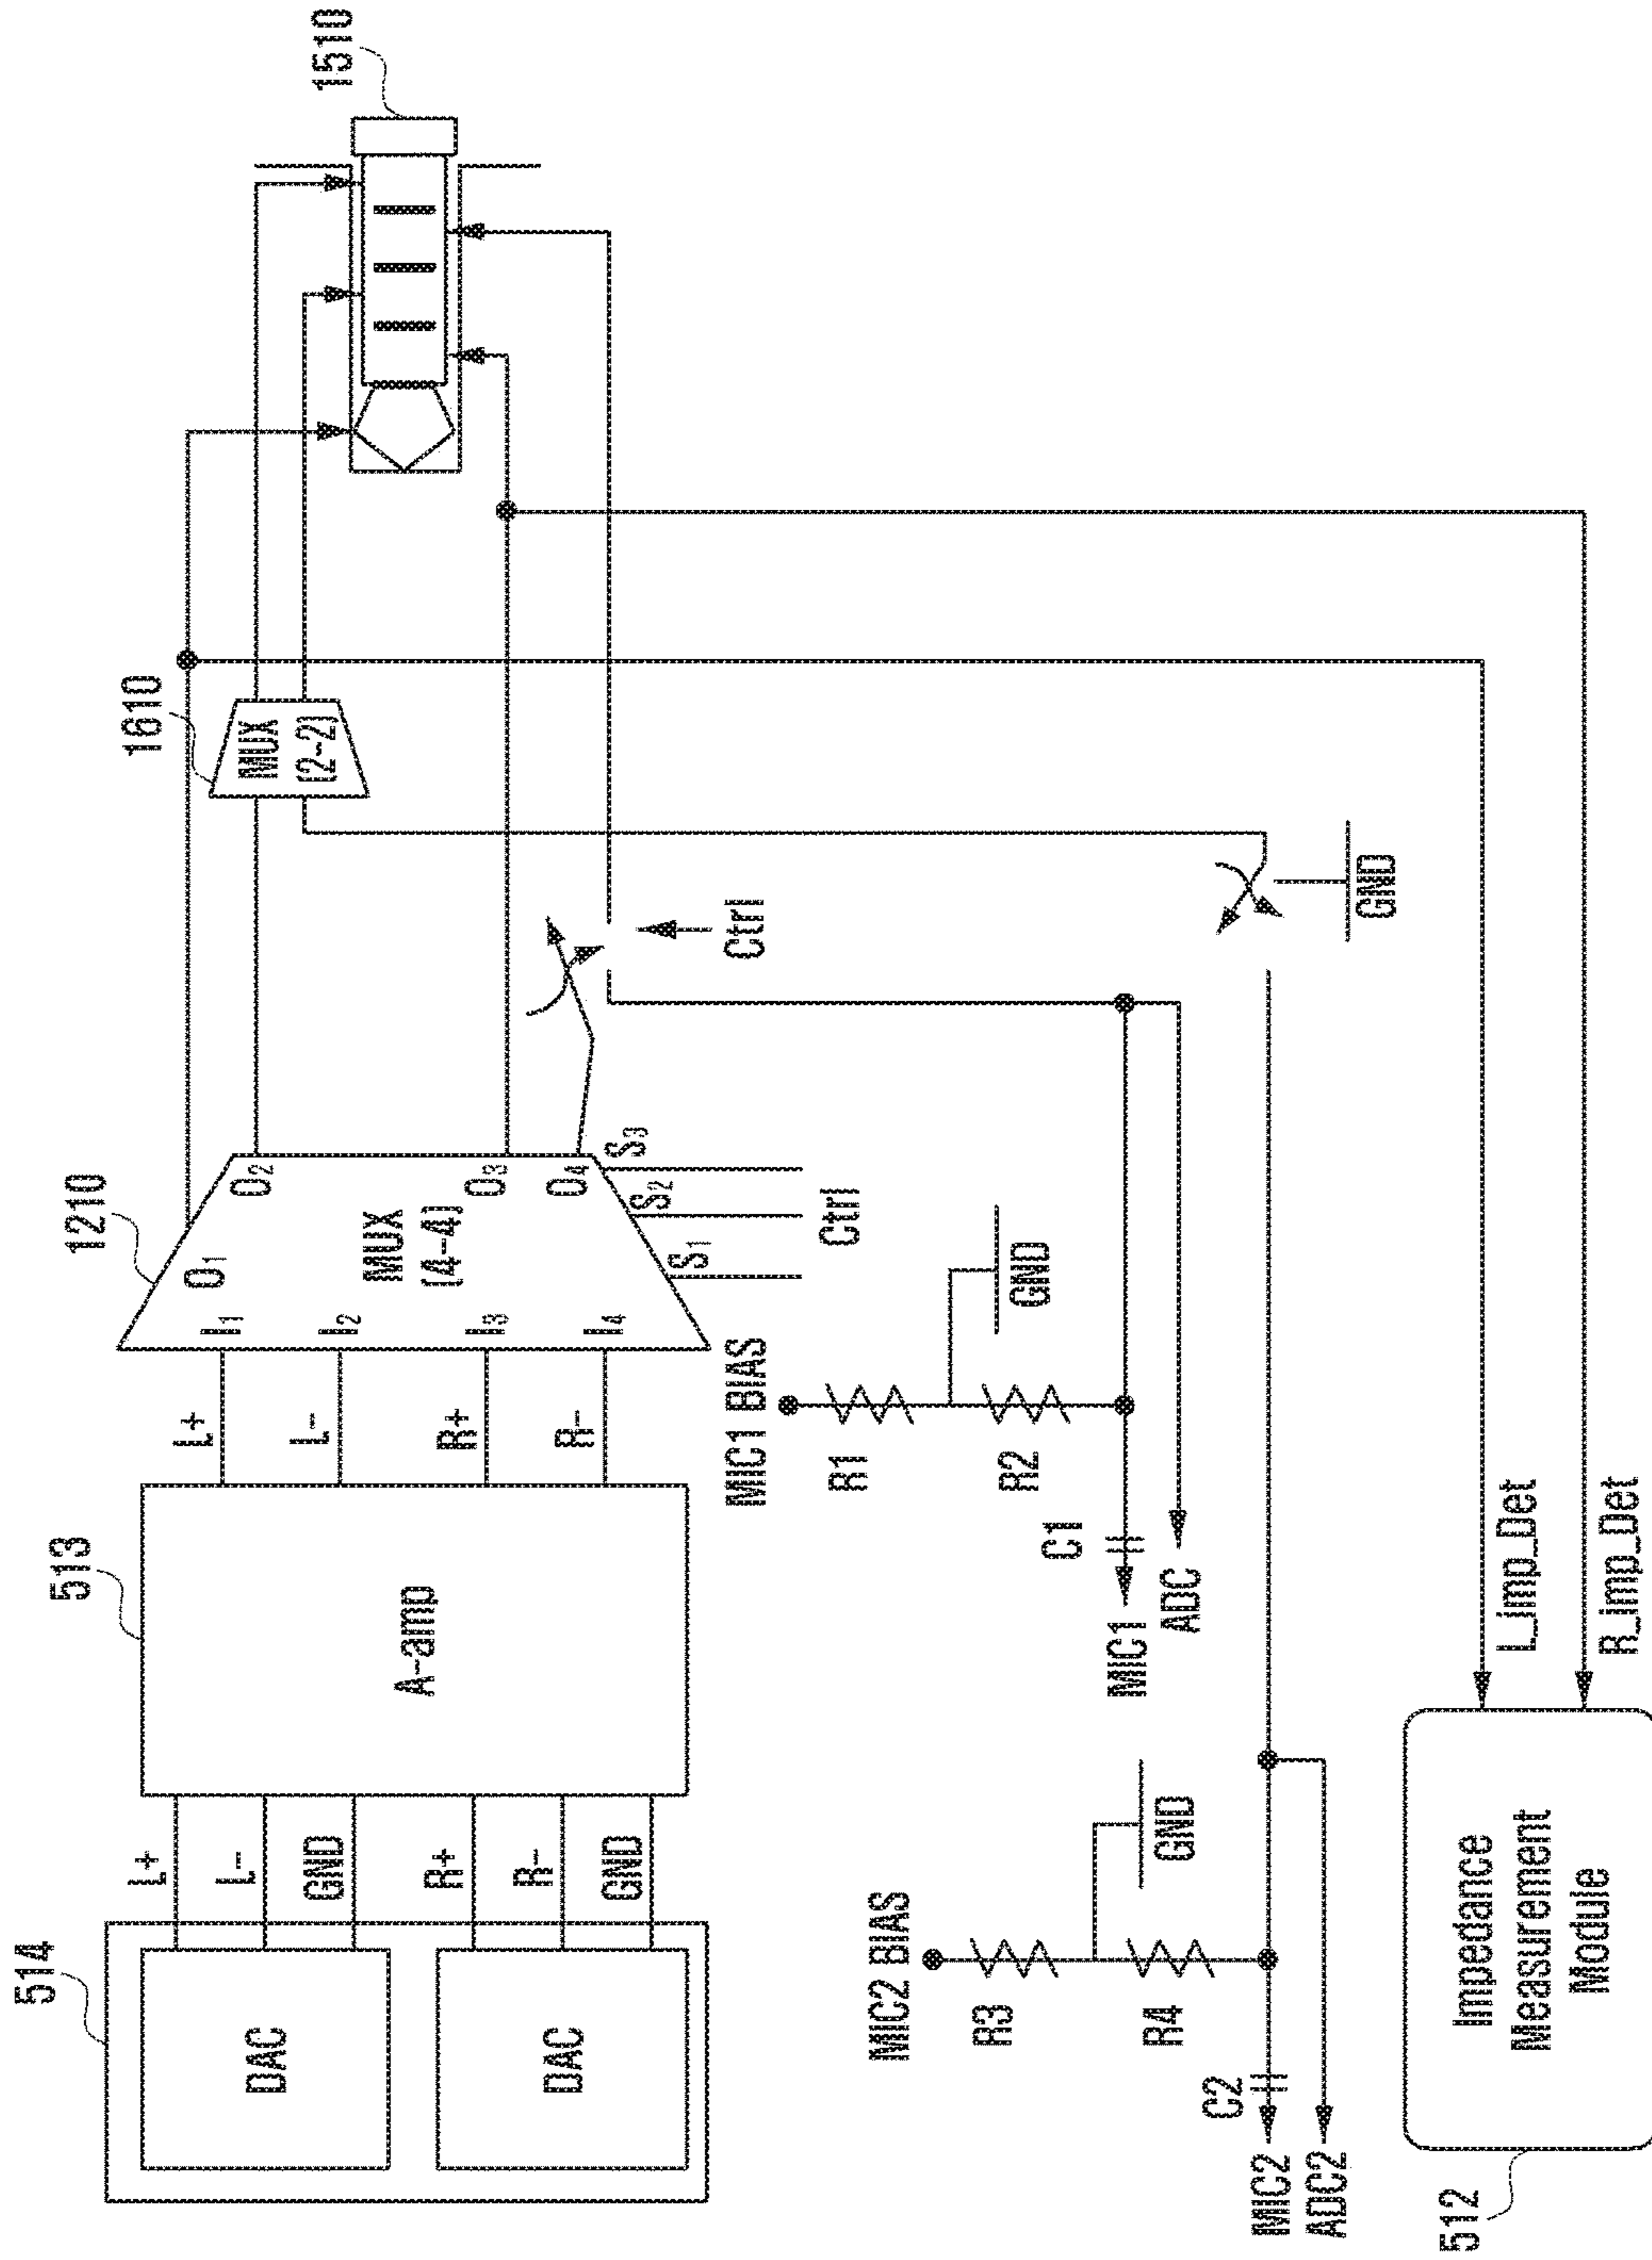 514
DAC
DAC
L+
L-
GND
R+
R-
GND
513
A-amp
L+
L-
R+
R-
1210
I1
I2
I3
I4
MUX
(4-4)
O1
O2
O3
O4
S1
S2
S3
Ctrl
1610
MUX
(2-2)
1510
Ctrl
MIC1 BIAS
R1
R2
GND
C1
MIC1
ADC
GND
MIC2 BIAS
R3
R4
GND
C2
MIC2
ADC2
L_imp_Det
R_imp_Det
Impedance
Measurement
Module
512